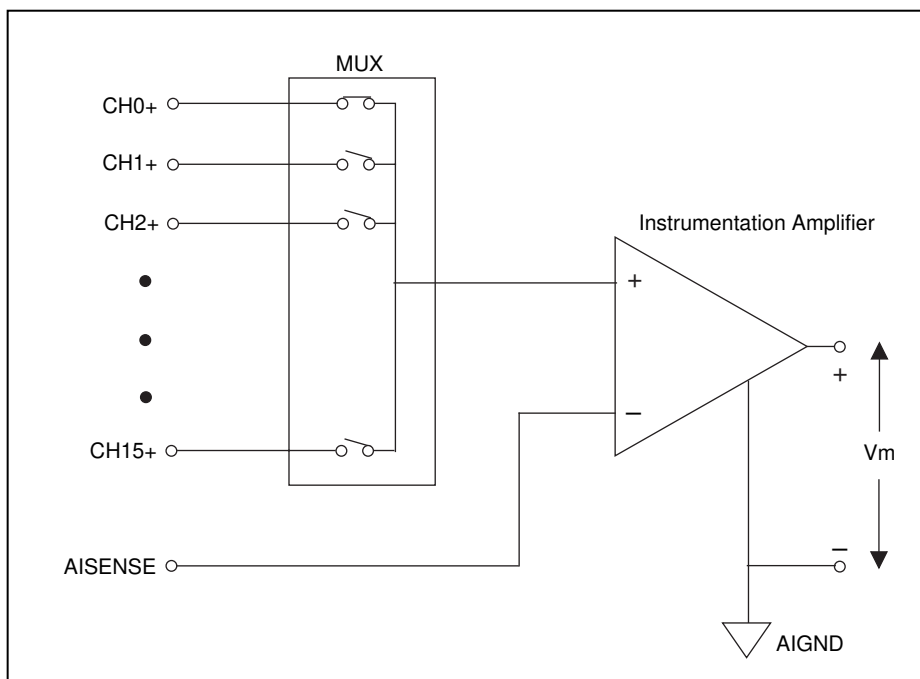 MUX
CH0+
CH1+
CH2+
Instrumentation Amplifier
+
−
+
Vm
CH15+
−
AISENSE
AIGND